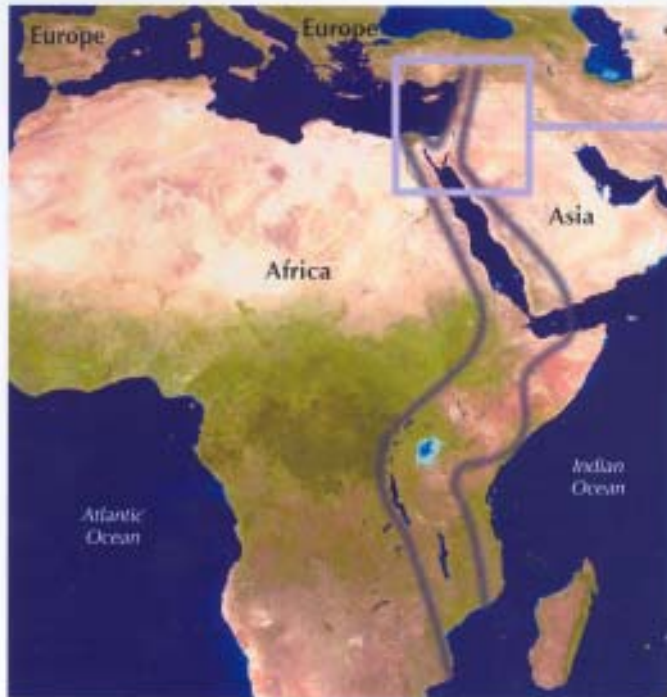 Europe
Europe
Asia
Africa
Indian
Ocean
Atlantic
Ocean